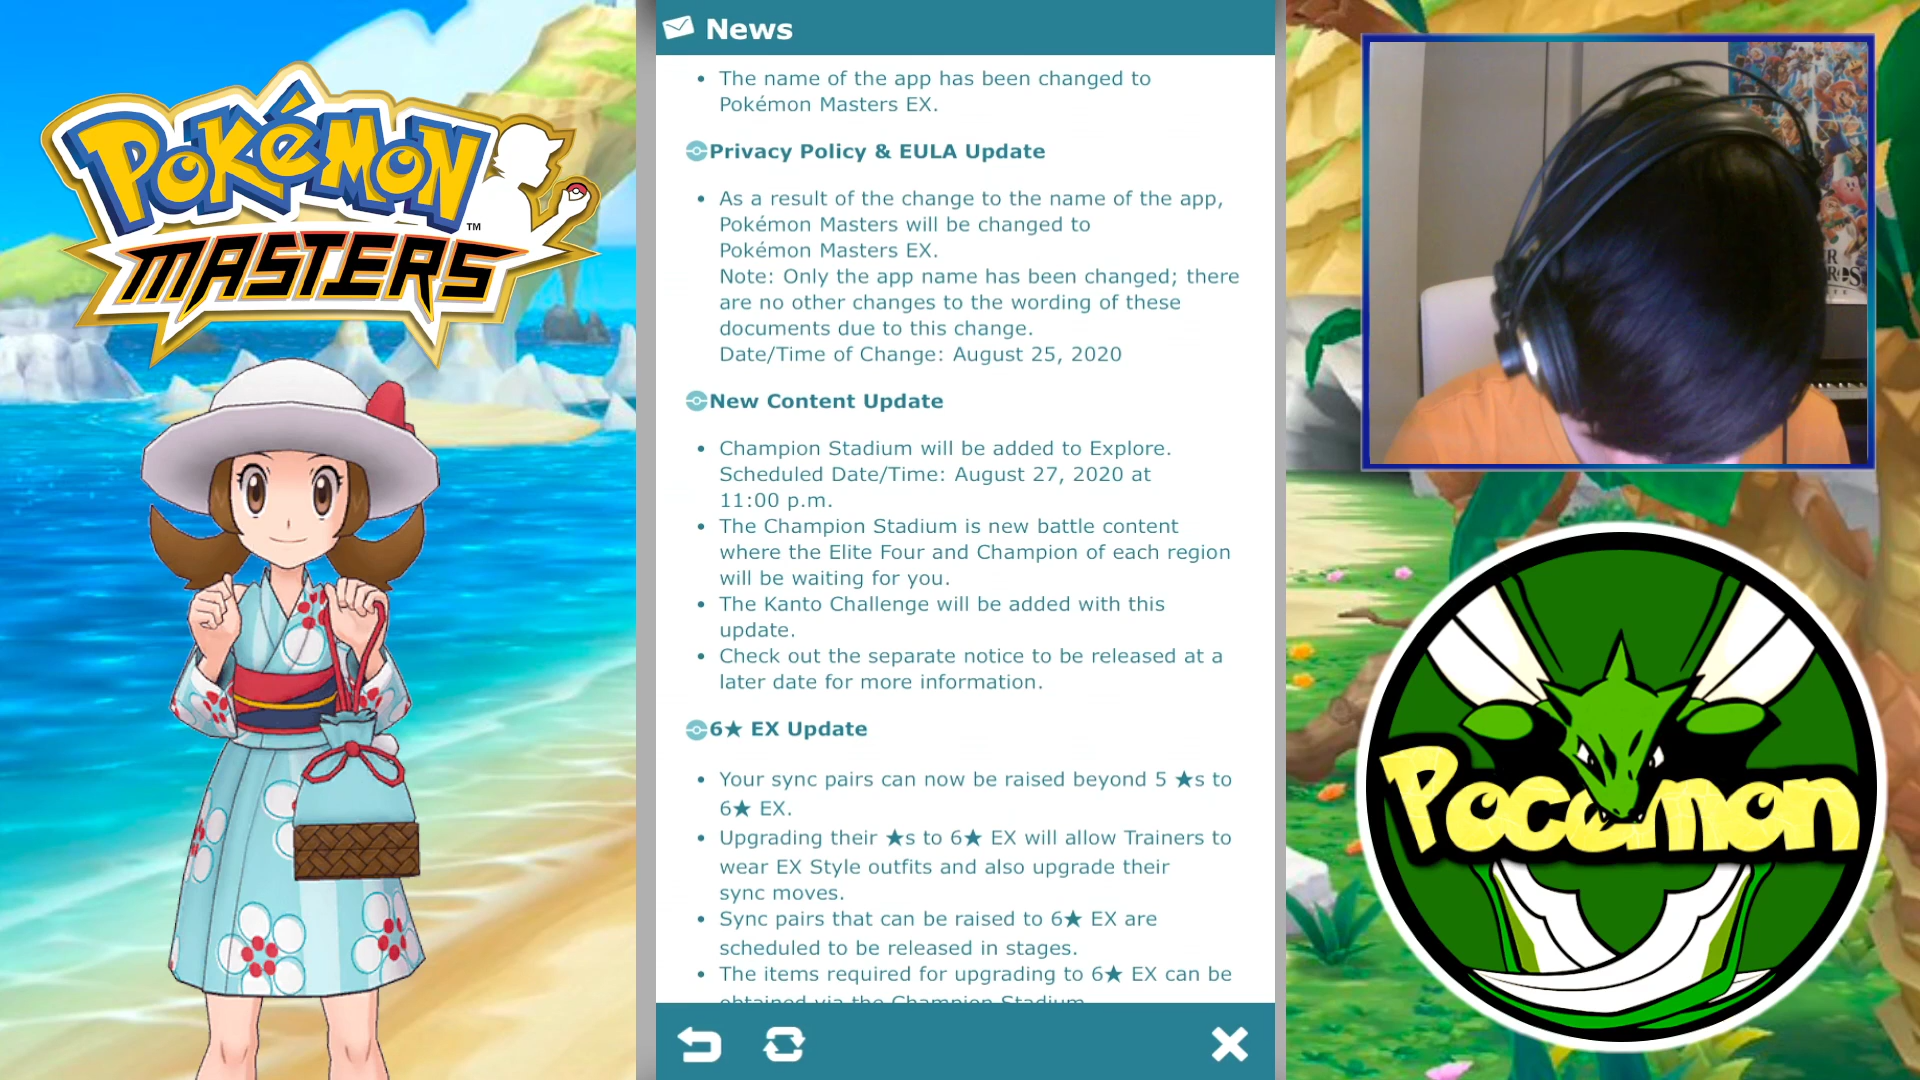 POKéMON
™
MASTERS
News
• The name of the app has been changed to
Pokémon Masters EX.
Privacy Policy & EULA Update
• As a result of the change to the name of the app,
Pokémon Masters will be changed to
Pokémon Masters EX.
Note: Only the app name has been changed; there
are no other changes to the wording of these
documents due to this change.
Date/Time of Change: August 25, 2020
New Content Update
• Champion Stadium will be added to Explore.
Scheduled Date/Time: August 27, 2020 at
11:00 p.m.
• The Champion Stadium is new battle content
where the Elite Four and Champion of each region
will be waiting for you.
• The Kanto Challenge will be added with this
update.
• Check out the separate notice to be released at a
later date for more information.
6★ EX Update
• Your sync pairs can now be raised beyond 5 ★s to
6★ EX.
• Upgrading their ★s to 6★ EX will allow Trainers to
wear EX Style outfits and also upgrade their
sync moves.
• Sync pairs that can be raised to 6★ EX are
scheduled to be released in stages.
• The items required for upgrading to 6★ EX can be
obtained via the Champion Stadium.
Pocemon